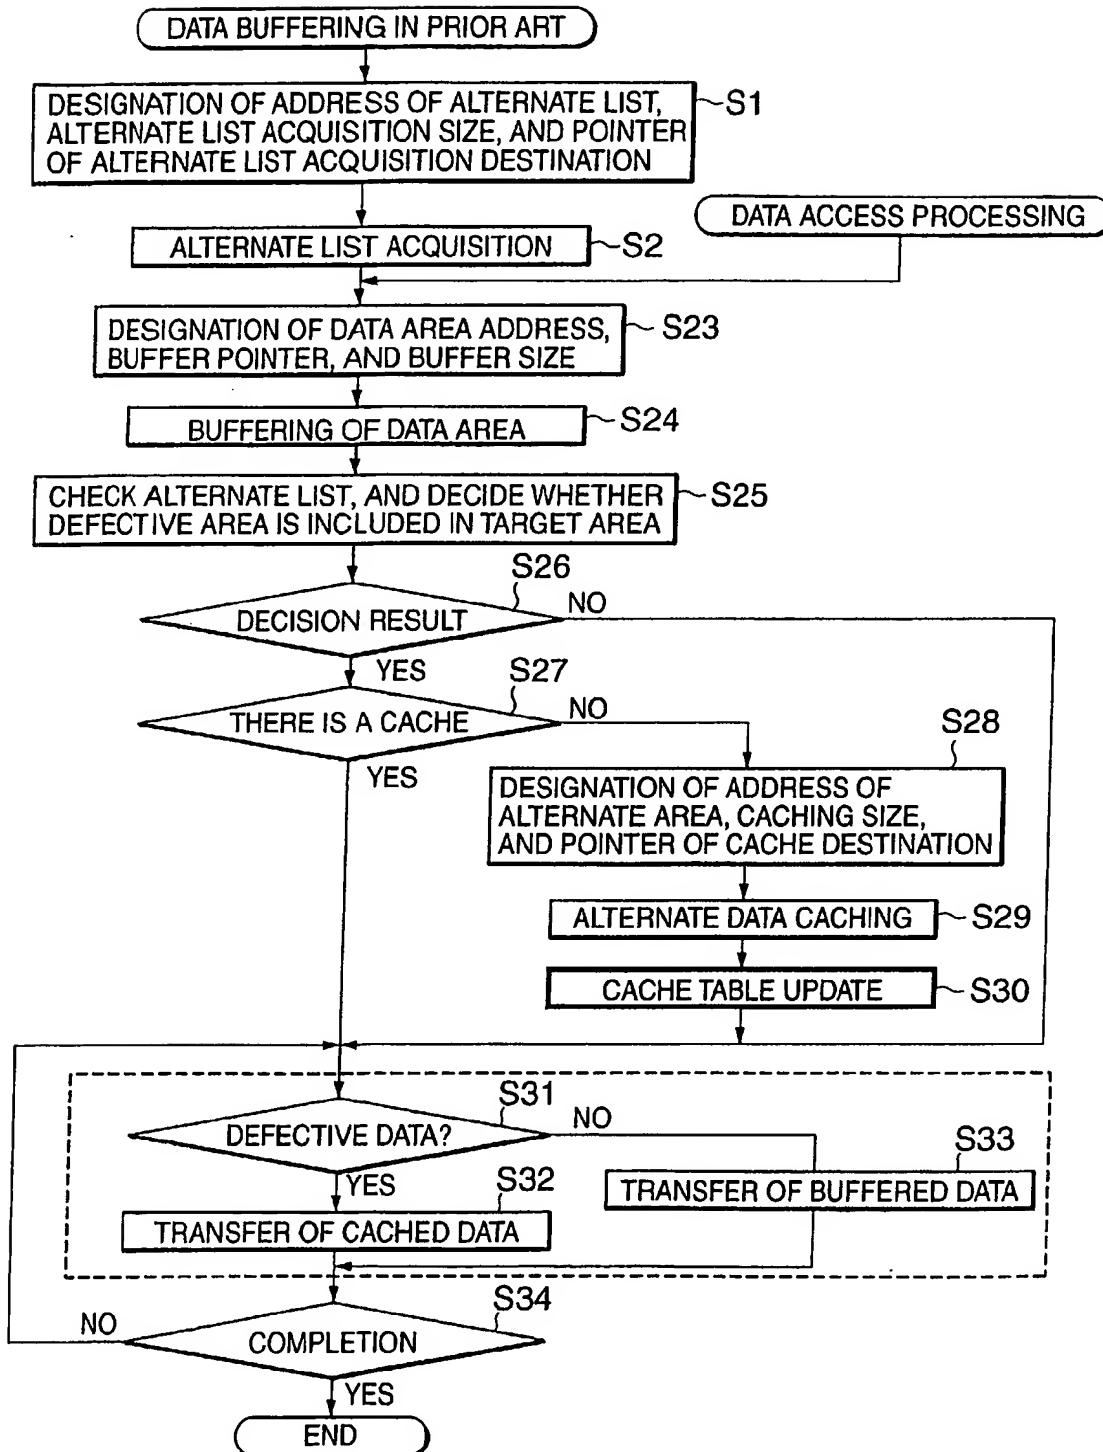 DATA BUFFERING IN PRIOR ART
DESIGNATION OF ADDRESS OF ALTERNATE LIST,
ALTERNATE LIST ACQUISITION SIZE, AND POINTER
OF ALTERNATE LIST ACQUISITION DESTINATION
S1
DATA ACCESS PROCESSING
ALTERNATE LIST ACQUISITION
S2
DESIGNATION OF DATA AREA ADDRESS,
BUFFER POINTER, AND BUFFER SIZE
S23
BUFFERING OF DATA AREA
S24
CHECK ALTERNATE LIST, AND DECIDE WHETHER
DEFECTIVE AREA IS INCLUDED IN TARGET AREA
S25
S26
DECISION RESULT
NO
YES
S27
THERE IS A CACHE
NO
YES
S28
DESIGNATION OF ADDRESS OF
ALTERNATE AREA, CACHING SIZE,
AND POINTER OF CACHE DESTINATION
ALTERNATE DATA CACHING
S29
CACHE TABLE UPDATE
S30
S31
DEFECTIVE DATA?
NO
YES
S32
TRANSFER OF CACHED DATA
S33
TRANSFER OF BUFFERED DATA
S34
COMPLETION
NO
YES
END